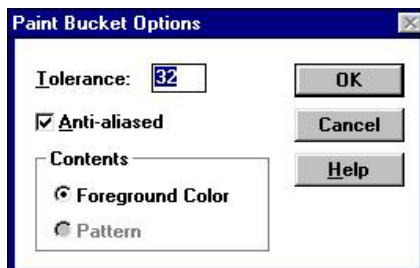 Paint Bucket Options
Tolerance: 32
OK
Anti-aliased
Cancel
Contents
Help
Foreground Color
Pattern